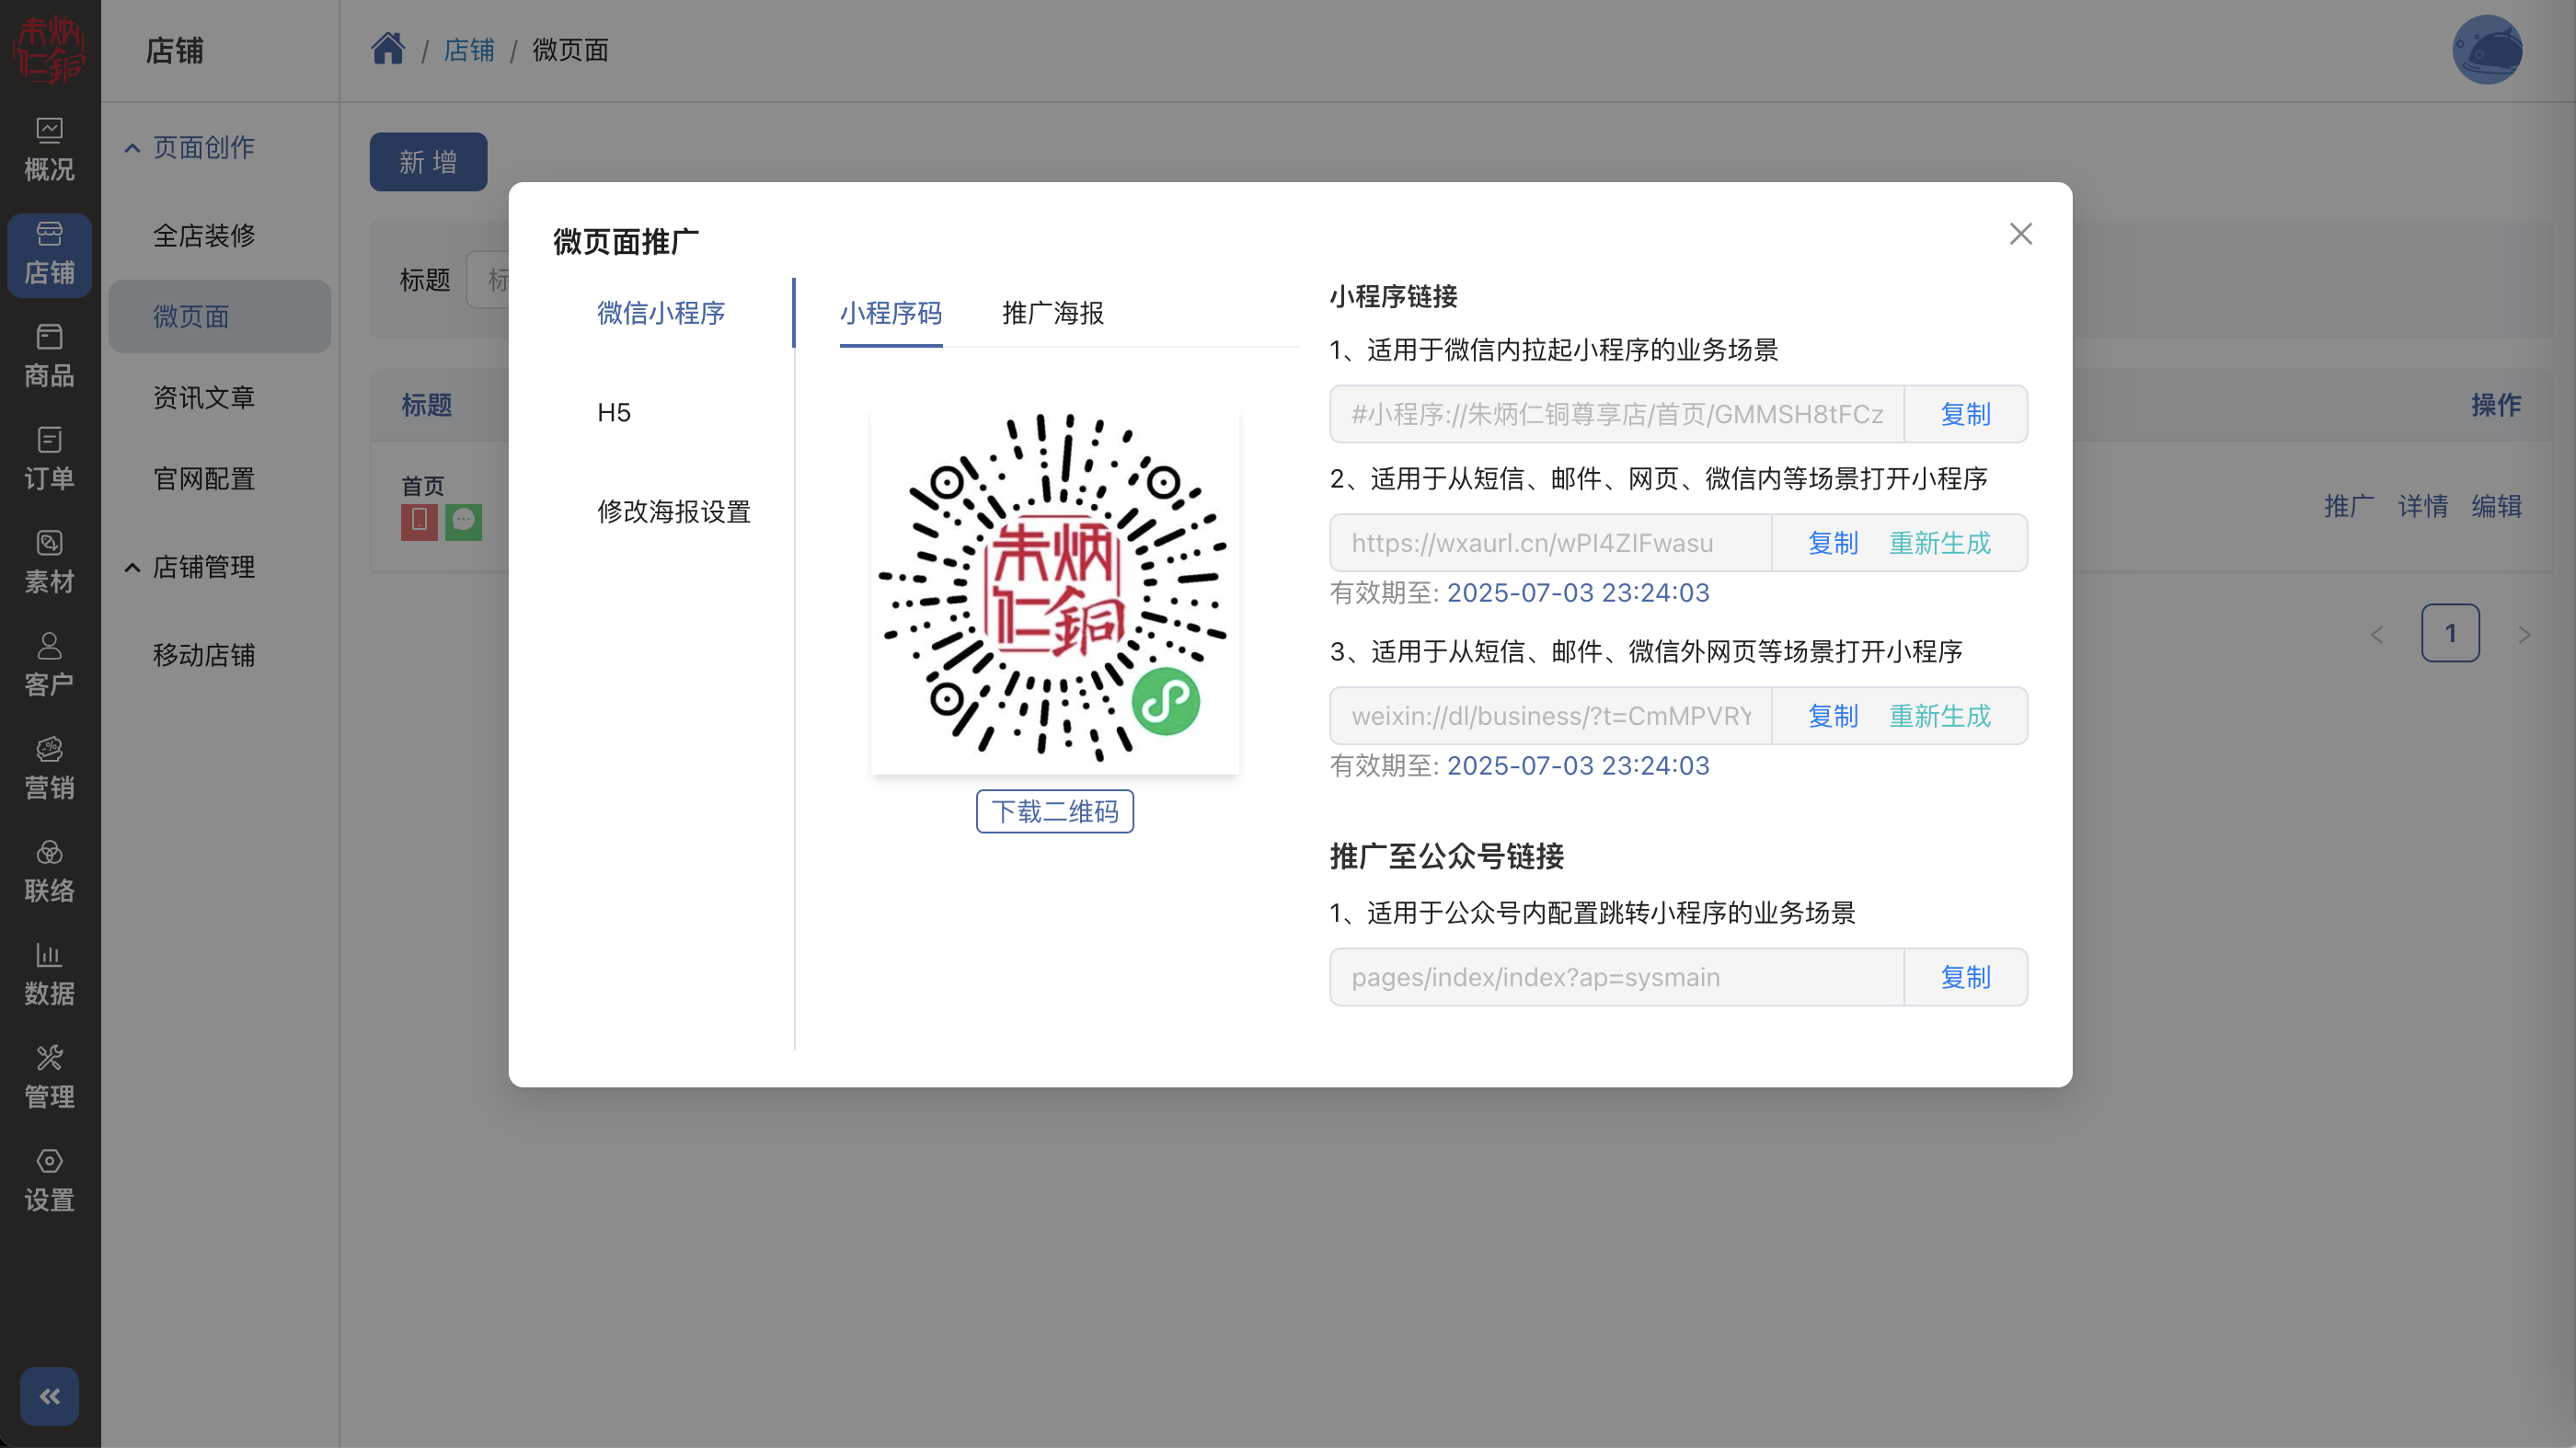 朱炳
仁銅
店铺
/ 店铺 / 微页面
概况
店铺
商品
订单
素材
客户
营销
联络
数据
管理
设置
页面创作
全店装修
微页面
资讯文章
官网配置
店铺管理
移动店铺
新 增
标题
标题
操作
首页
推广 详情 编辑
1
微页面推广
微信小程序
H5
修改海报设置
小程序码
推广海报
朱炳
仁銅
下载二维码
小程序链接
1、适用于微信内拉起小程序的业务场景
#小程序://朱炳仁铜尊享店/首页/GMMSH8tFCz
复制
2、适用于从短信、邮件、网页、微信内等场景打开小程序
https://wxaurl.cn/wPI4ZIFwasu
复制 重新生成
有效期至: 2025-07-03 23:24:03
3、适用于从短信、邮件、微信外网页等场景打开小程序
weixin://dl/business/?t=CmMPVRY
复制 重新生成
有效期至: 2025-07-03 23:24:03
推广至公众号链接
1、适用于公众号内配置跳转小程序的业务场景
pages/index/index?ap=sysmain
复制